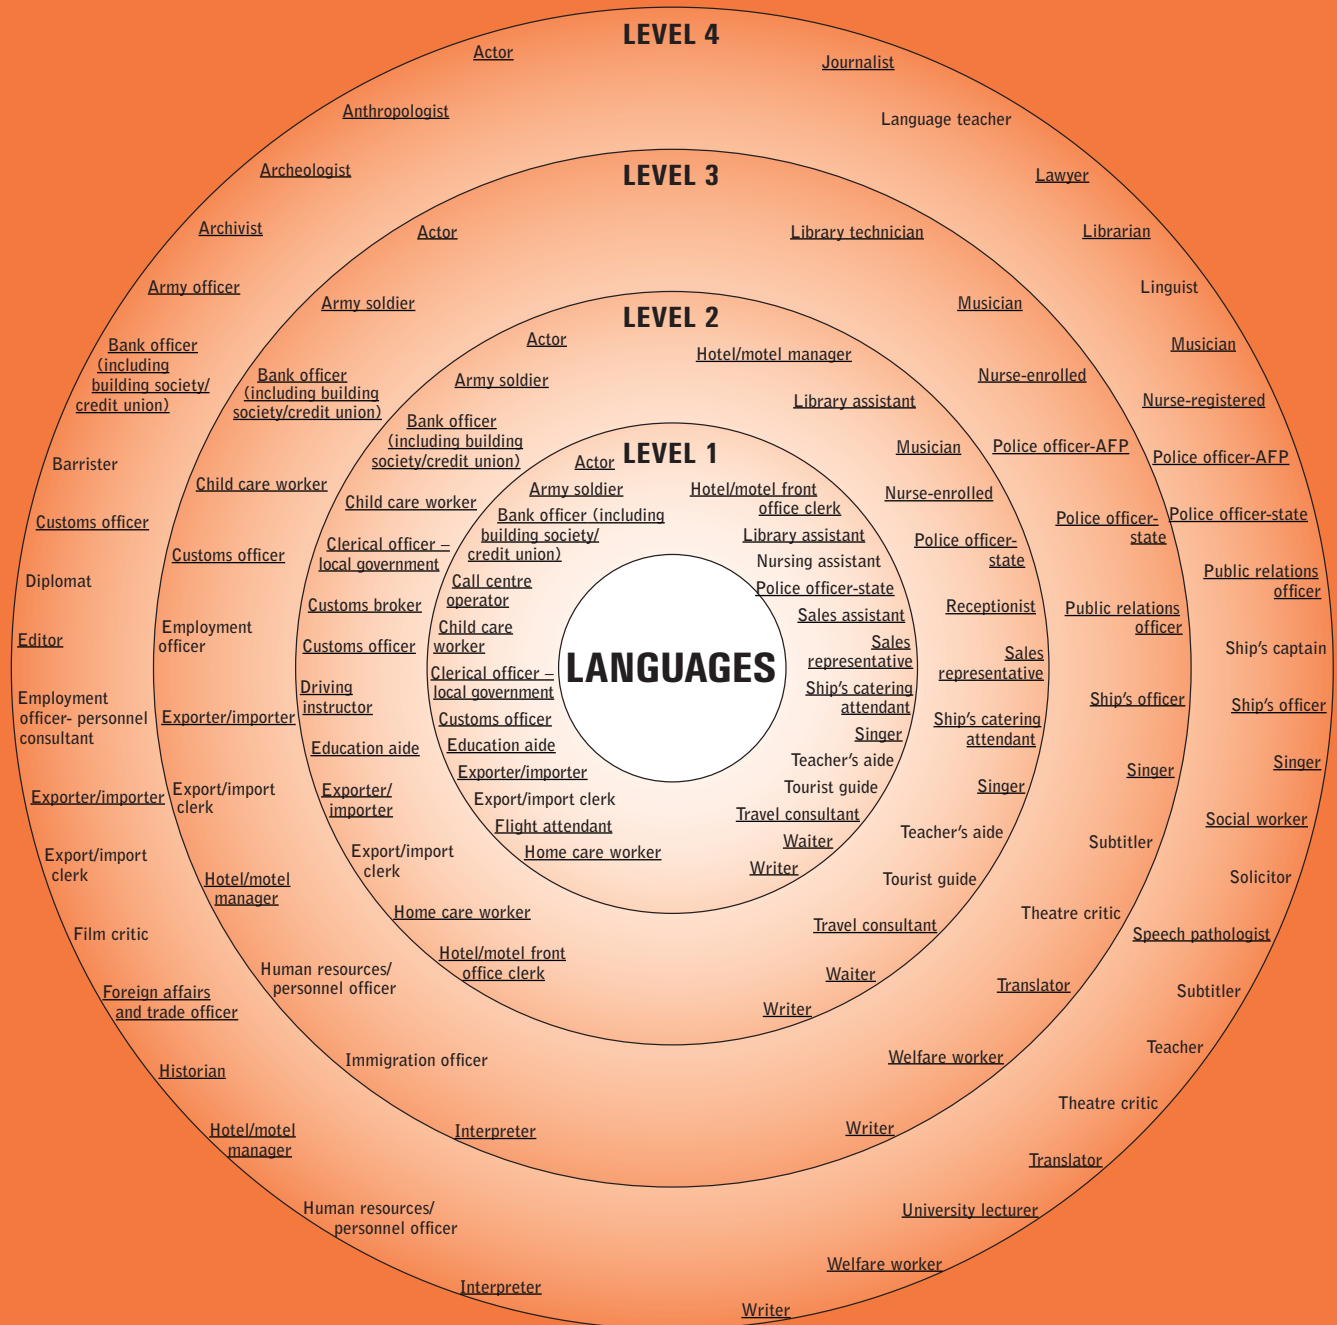 LEVEL 4
Actor
Anthropologist
Archeologist
Archivist
Army officer
Bank officer
(including
building society/
credit union)
Barrister
Customs officer
Diplomat
Editor
Employment
officer- personnel
consultant
Exporter/importer
Export/import
clerk
Film critic
Foreign affairs
and trade officer
Historian
Hotel/motel
manager
Human resources/
personnel officer
Interpreter
Journalist
Language teacher
Lawyer
Librarian
Linguist
Musician
Nurse-registered
Police officer-AFP
Police officer-state
Public relations
officer
Ship's captain
Ship's officer
Singer
Social worker
Solicitor
Speech pathologist
Subtitler
Teacher
Theatre critic
Translator
University lecturer
Welfare worker
Writer
LEVEL 3
Actor
Army soldier
Bank officer
(including building
society/credit union)
Child care worker
Customs officer
Employment
officer
Exporter/importer
Export/import
clerk
Hotel/motel
manager
Human resources/
personnel officer
Immigration officer
Interpreter
Library technician
Musician
Nurse-enrolled
Police officer-AFP
Police officer-
state
Public relations
officer
Ship's officer
Singer
Subtitler
Theatre critic
Translator
Welfare worker
Writer
LEVEL 2
Actor
Army soldier
Bank officer
(including building
society/credit union)
Child care worker
Clerical officer –
local government
Customs broker
Customs officer
Driving
instructor
Education aide
Exporter/
importer
Export/import
clerk
Home care worker
Hotel/motel front
office clerk
Hotel/motel manager
Library assistant
Musician
Nurse-enrolled
Police officer-
state
Receptionist
Sales
representative
Ship's catering
attendant
Singer
Teacher's aide
Tourist guide
Travel consultant
Waiter
Writer
LEVEL 1
Actor
Army soldier
Bank officer (including
building society/
credit union)
Call centre
operator
Child care
worker
Clerical officer –
local government
Customs officer
Education aide
Exporter/importer
Export/import clerk
Flight attendant
Home care worker
Hotel/motel front
office clerk
Library assistant
Nursing assistant
Police officer-state
Sales assistant
Sales
representative
Ship's catering
attendant
Singer
Teacher's aide
Tourist guide
Travel consultant
Waiter
Writer
LANGUAGES